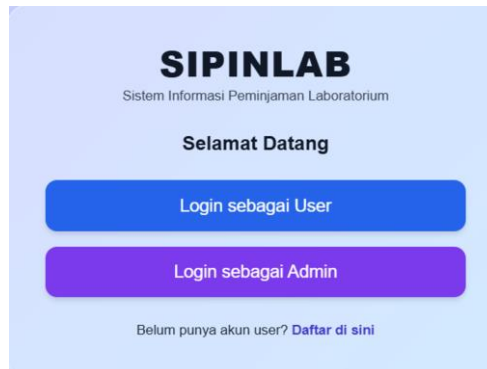 SIPINLAB
Sistem Informasi Peminjaman Laboratorium
Selamat Datang
Login sebagai User
Login sebagai Admin
Belum punya akun user? Daftar di sini